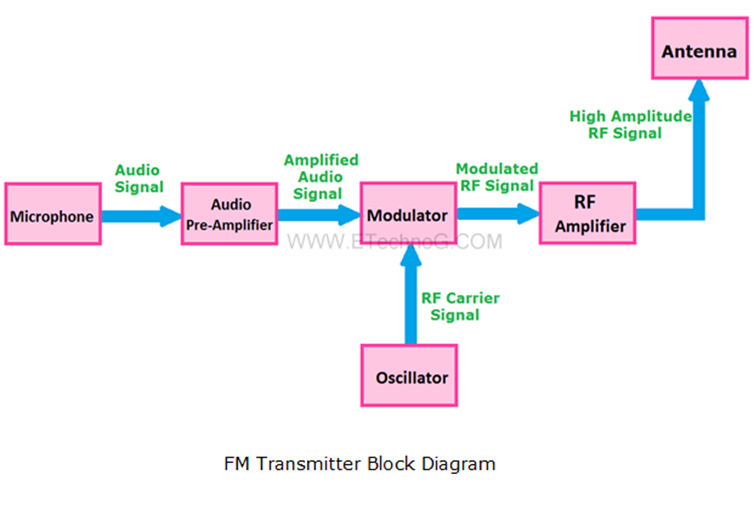 Antenna
High Amplitude
RF Signal
Audio
Signal
Amplified
Audio
Signal
Modulated
RF Signal
Microphone
Audio
Pre-Amplifier
Modulator
RF
Amplifier
WWW.ETechnoG.COM
RF Carrier
Signal
Oscillator
FM Transmitter Block Diagram